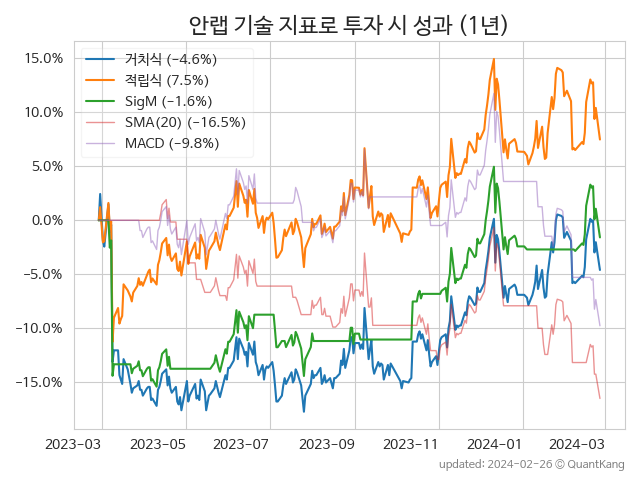 안랩 기술 지표로 투자 시 성과 (1년)
거치식 (−4.6%)
적립식 (7.5%)
SigM (−1.6%)
SMA(20) (−16.5%)
MACD (−9.8%)
15.0%
10.0%
5.0%
0.0%
−5.0%
−10.0%
−15.0%
2023-03 2023-05 2023-07 2023-09 2023-11 2024-01 2024-03
updated: 2024-02-26 © QuantKang